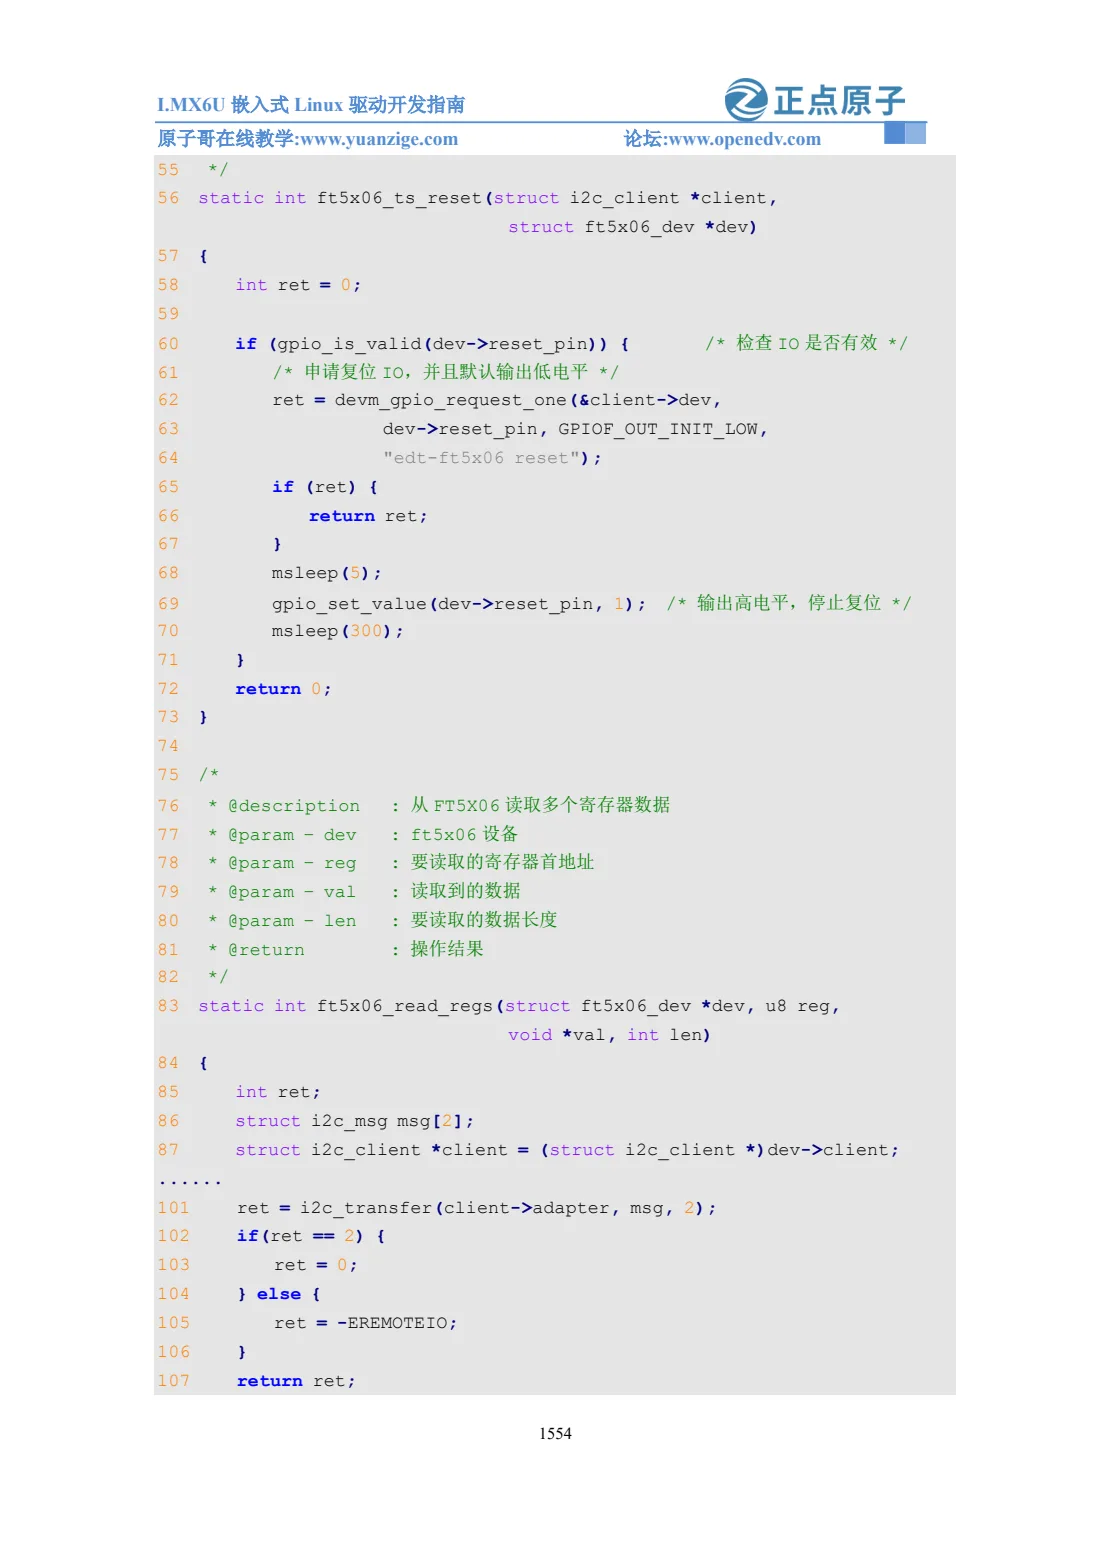 I.MX6U 嵌入式 Linux 驱动开发指南
正点原子
原子哥在线教学:www.yuanzige.com 论坛:www.openedv.com
55 */
56 static int ft5x06_ts_reset(struct i2c_client *client,
struct ft5x06_dev *dev)
57 {
58 int ret = 0;
59
60 if (gpio_is_valid(dev->reset_pin)) { /* 检查 IO 是否有效 */
61 /* 申请复位 IO，并且默认输出低电平 */
62 ret = devm_gpio_request_one(&client->dev,
63 dev->reset_pin, GPIOF_OUT_INIT_LOW,
64 "edt-ft5x06 reset");
65 if (ret) {
66 return ret;
67 }
68 msleep(5);
69 gpio_set_value(dev->reset_pin, 1); /* 输出高电平，停止复位 */
70 msleep(300);
71 }
72 return 0;
73 }
74
75 /*
76 * @description : 从 FT5X06 读取多个寄存器数据
77 * @param – dev : ft5x06 设备
78 * @param – reg : 要读取的寄存器首地址
79 * @param – val : 读取到的数据
80 * @param – len : 要读取的数据长度
81 * @return : 操作结果
82 */
83 static int ft5x06_read_regs(struct ft5x06_dev *dev, u8 reg,
void *val, int len)
84 {
85 int ret;
86 struct i2c_msg msg[2];
87 struct i2c_client *client = (struct i2c_client *)dev->client;
......
101 ret = i2c_transfer(client->adapter, msg, 2);
102 if(ret == 2) {
103 ret = 0;
104 } else {
105 ret = -EREMOTEIO;
106 }
107 return ret;
1554